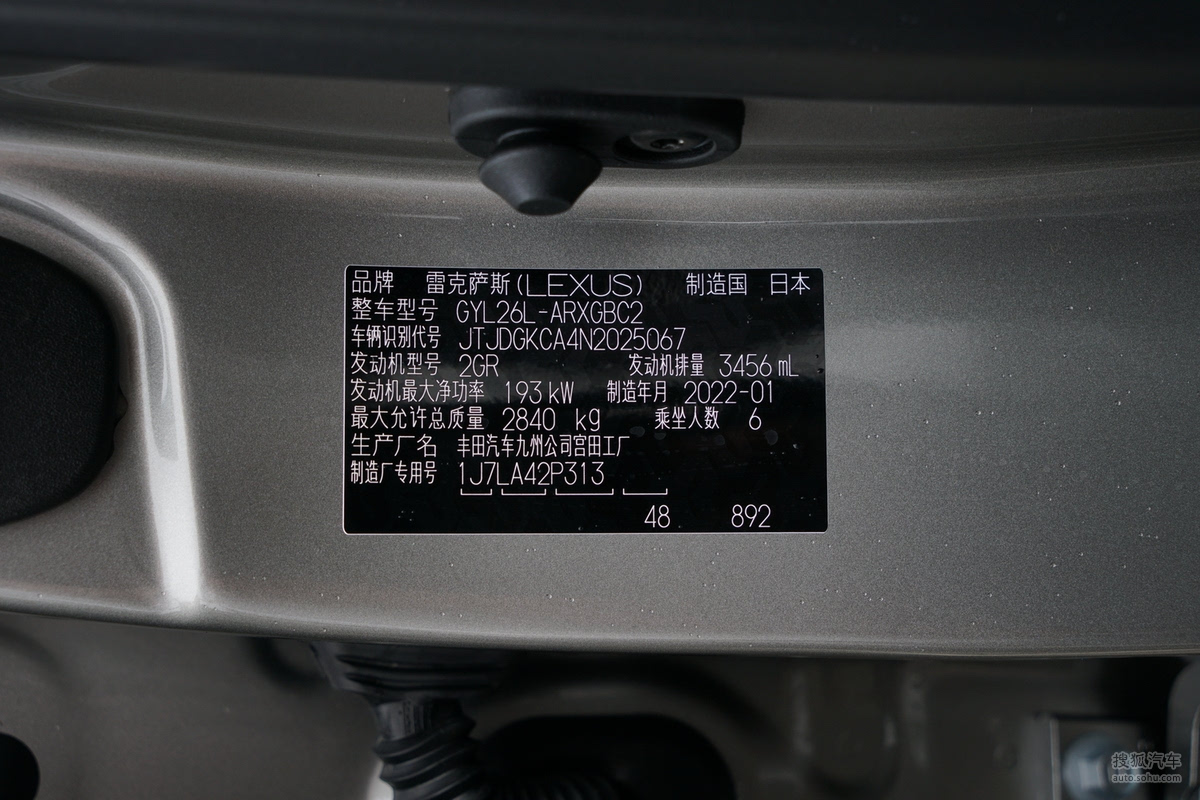 品牌 雷克萨斯(LEXUS) 制造国 日本
整车型号 GYL26L-ARXGBC2
车辆识别代号 JTJDGKCA4N2025067
发动机型号 2GR 发动机排量 3456 mL
发动机最大净功率 193 kW 制造年月 2022-01
最大允许总质量 2840 kg 乘坐人数 6
生产厂名 丰田汽车九州公司宫田工厂
制造厂专用号 1J7LA42P313
48 892
搜狐汽车
auto.sohu.com